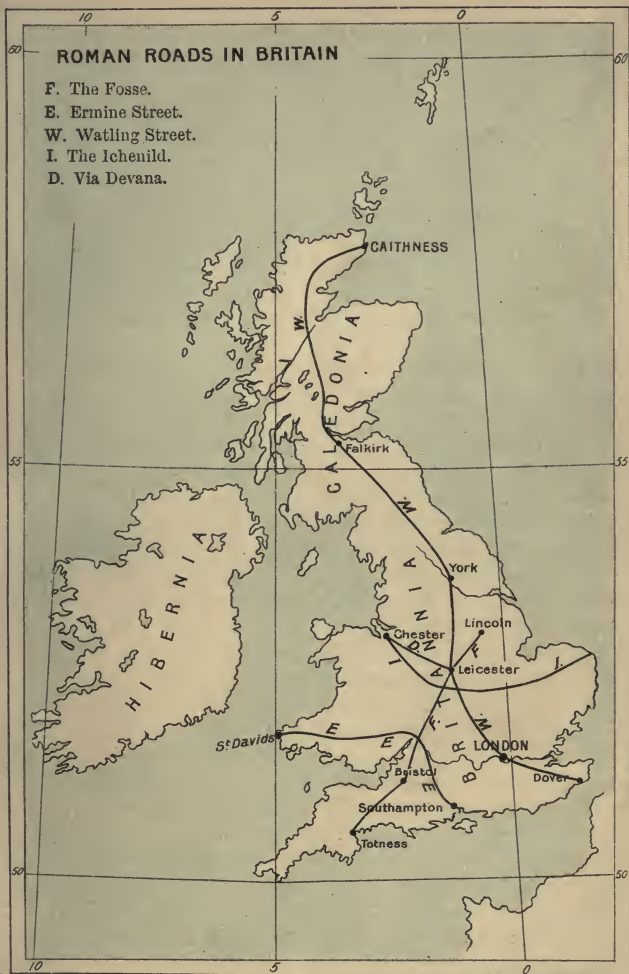 10 5 0
60 60
ROMAN ROADS IN BRITAIN
F. The Fosse.
E. Ermine Street.
W. Watling Street.
I. The Ichenild.
D. Via Devana.
CAITHNESS
W.
CALEDONIA
Falkirk
55 55
W.
HIBERNIA
York
Lincoln
Chester
D.
F.
I.
Leicester
I.
BRITANNIA
F.
W.
St Davids
E
E
LONDON
Bristol
Dover
E
Southampton
Totness
50 50
10 5 0